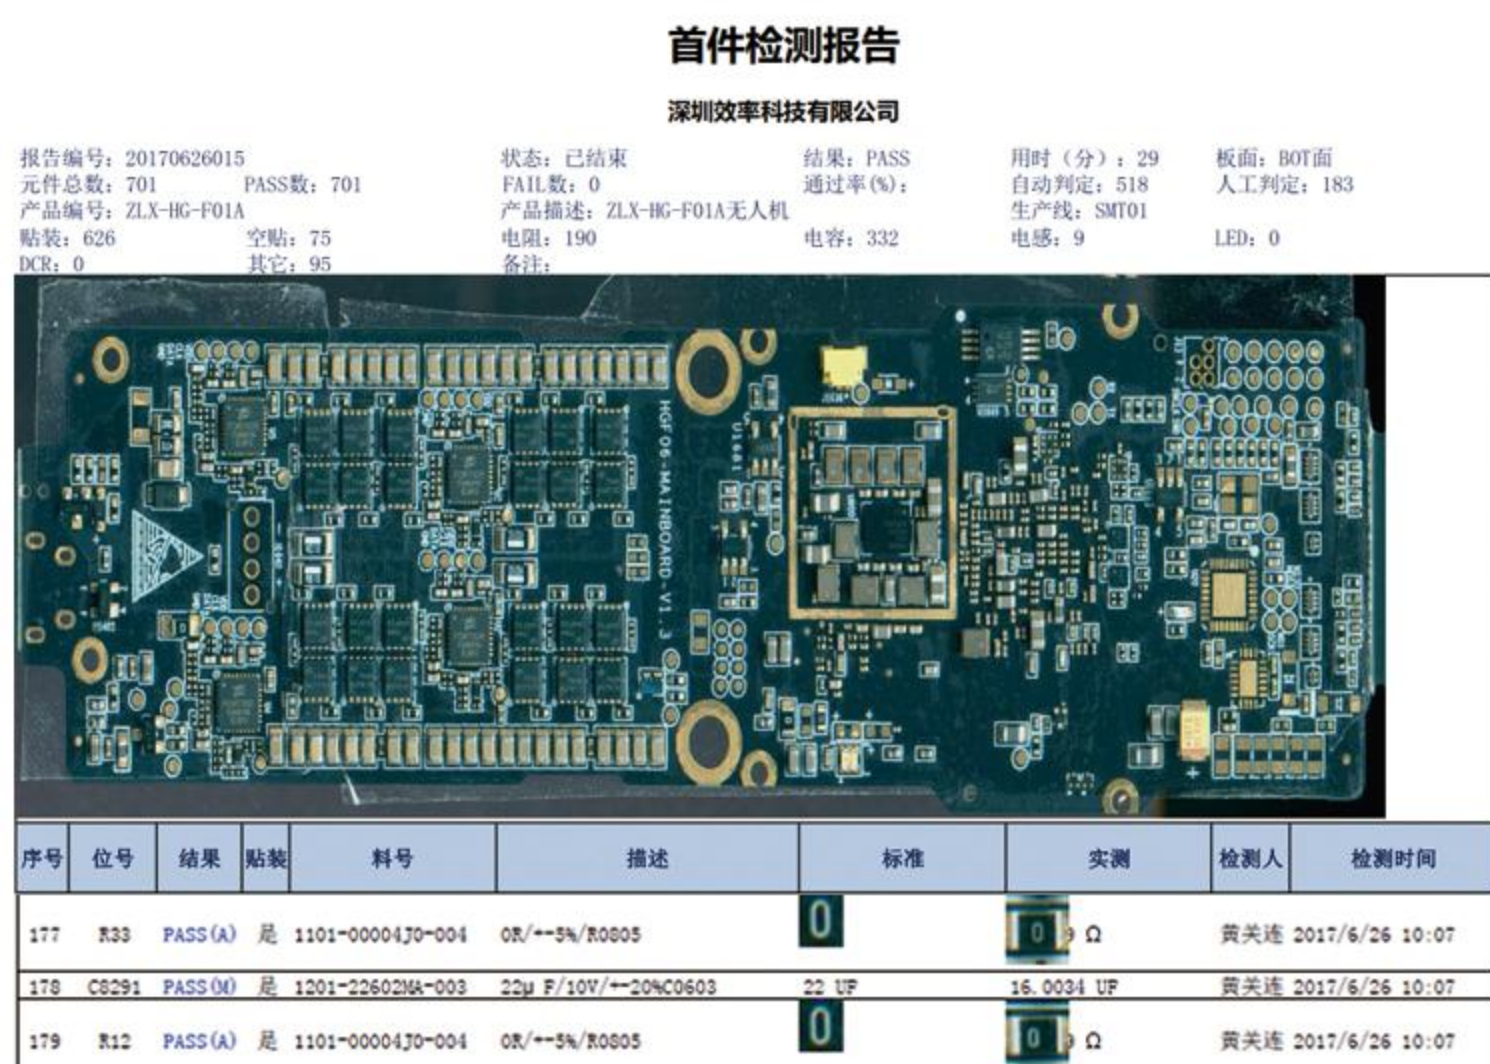 首件检测报告
深圳效率科技有限公司
报告编号：20170626015 状态：已结束 结果：PASS 用时（分）：29 板面：BOT面
元件总数：701 PASS数：701 FAIL数：0 通过率(%)： 自动判定：518 人工判定：183
产品编号：ZLX-HG-F01A 产品描述：ZLX-HG-F01A无人机 生产线：SMT01
贴装：626 空贴：75 电阻：190 电容：332 电感：9 LED：0
DCR：0 其它：95 备注：
HGF06-MAINBOARD-V1.3
U1601
序号 位号 结果 贴装 料号 描述 标准 实测 检测人 检测时间
177 R33 PASS(A) 是 1101-00004J0-004 0R/+-5%/R0805 0 0 Ω 黄关连 2017/6/26 10:07
178 C8291 PASS(M) 是 1201-22602MA-003 22μ F/10V/+-20%C0603 22 UF 16.0034 UF 黄关连 2017/6/26 10:07
179 R12 PASS(A) 是 1101-00004J0-004 0R/+-5%/R0805 0 0 Ω 黄关连 2017/6/26 10:07